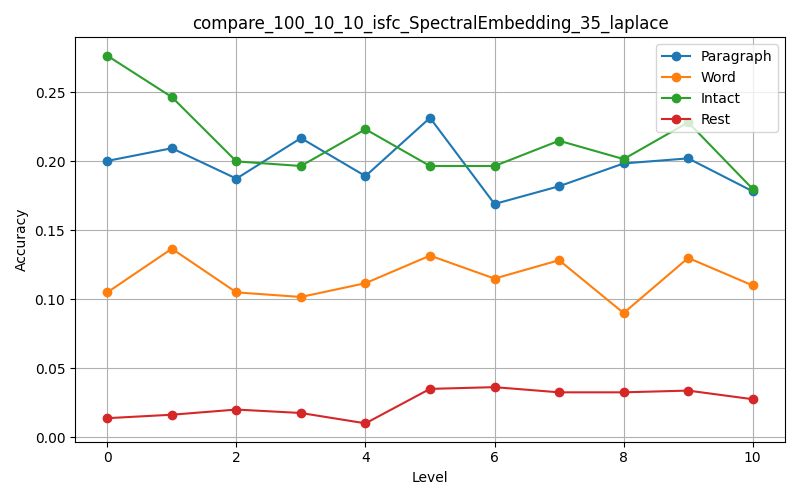 compare_100_10_10_isfc_SpectralEmbedding_35_laplace
Paragraph
Word
Intact
Rest
Accuracy
0.25
0.20
0.15
0.10
0.05
0.00
0 2 4 6 8 10
Level